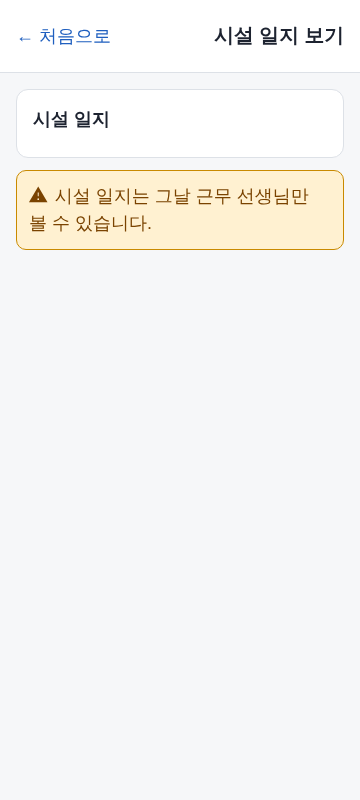 ← 처음으로
시설 일지 보기
시설 일지
⚠ 시설 일지는 그날 근무 선생님만
볼 수 있습니다.